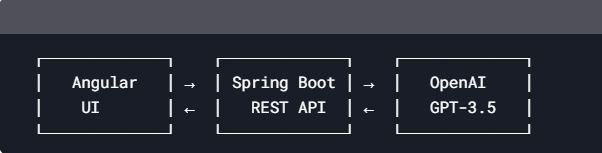 Angular → Spring Boot → OpenAI
UI ← REST API ← GPT-3.5